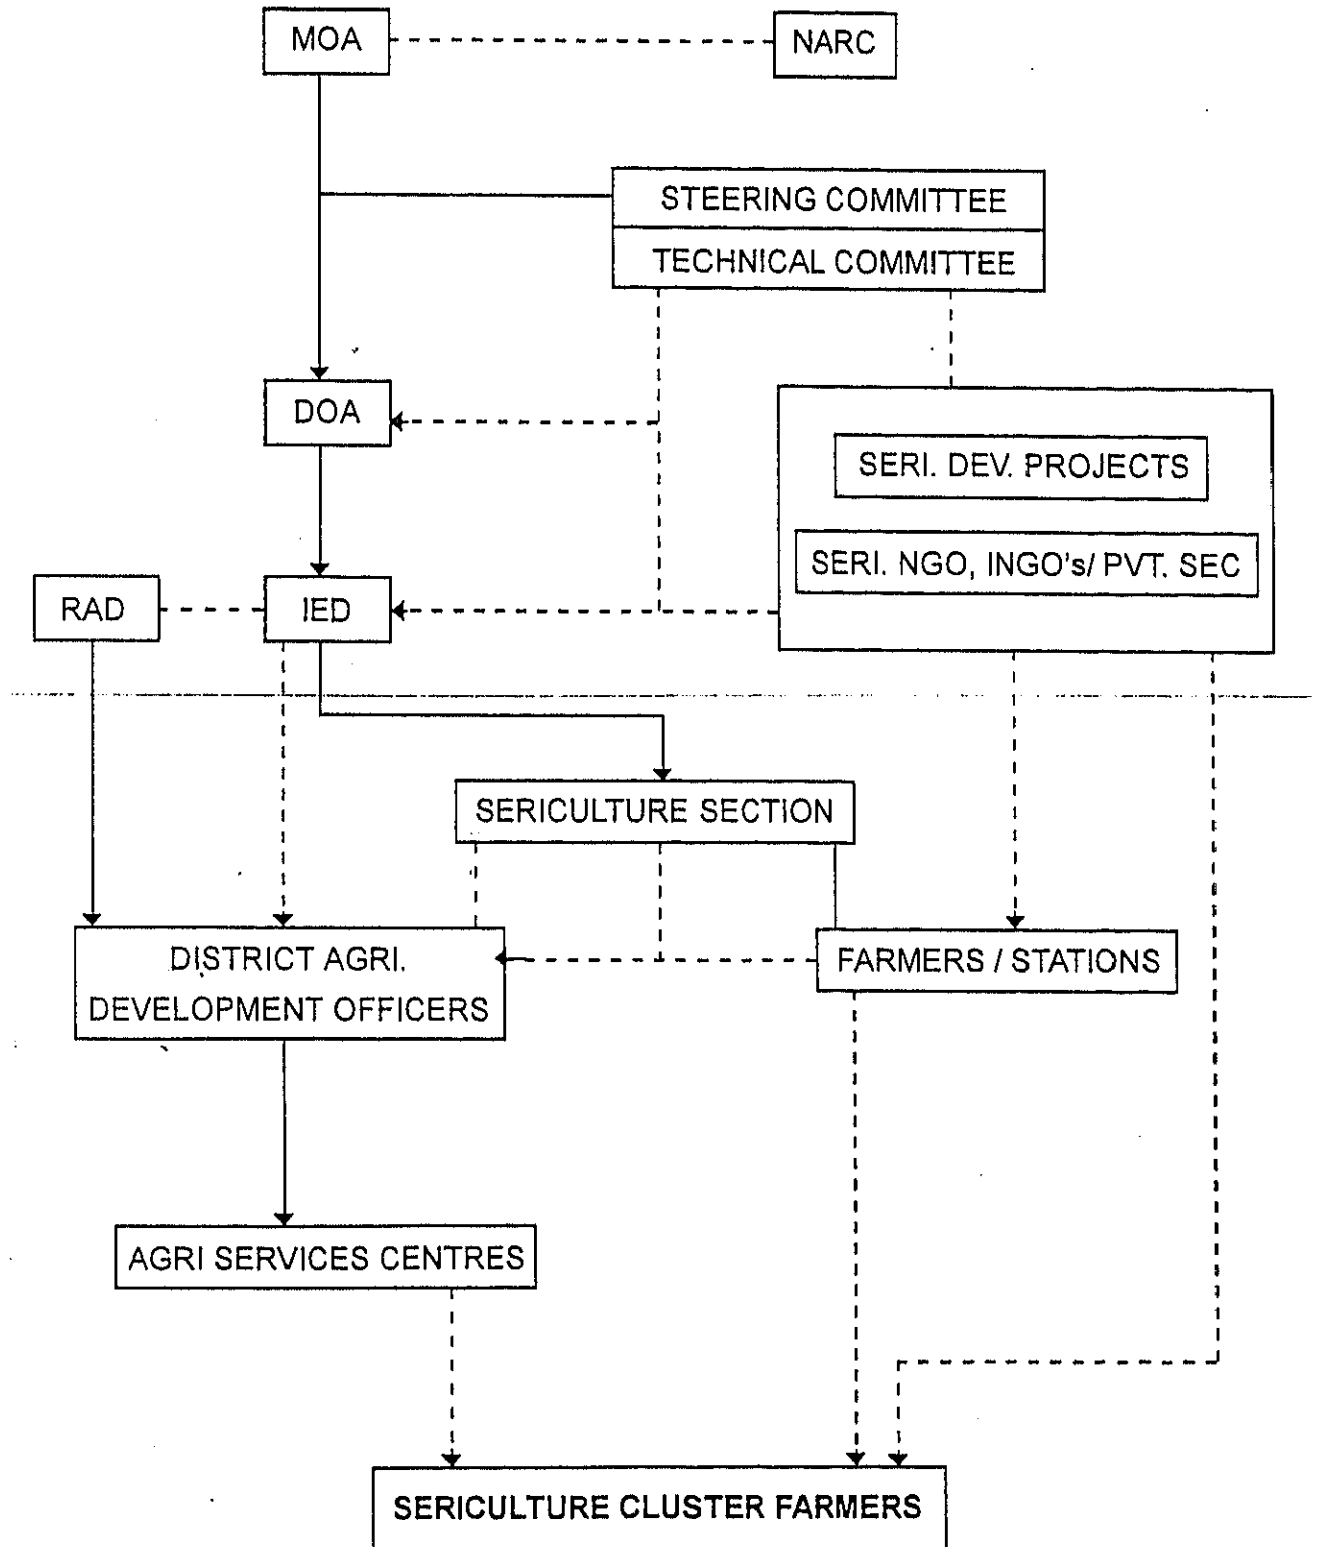 MOA
NARC
STEERING COMMITTEE
TECHNICAL COMMITTEE
DOA
SERI. DEV. PROJECTS
SERI. NGO, INGO's/ PVT. SEC
RAD
IED
SERICULTURE SECTION
DISTRICT AGRI.
DEVELOPMENT OFFICERS
FARMERS / STATIONS
AGRI SERVICES CENTRES
SERICULTURE CLUSTER FARMERS